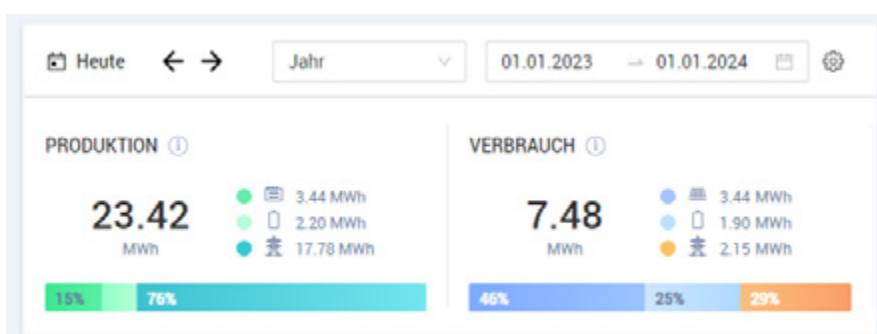 Heute
Jahr
01.01.2023 → 01.01.2024
PRODUKTION
23.42
MWh
3.44 MWh
2.20 MWh
17.78 MWh
15% 76%
VERBRAUCH
7.48
MWh
3.44 MWh
1.90 MWh
2.15 MWh
46% 25% 29%